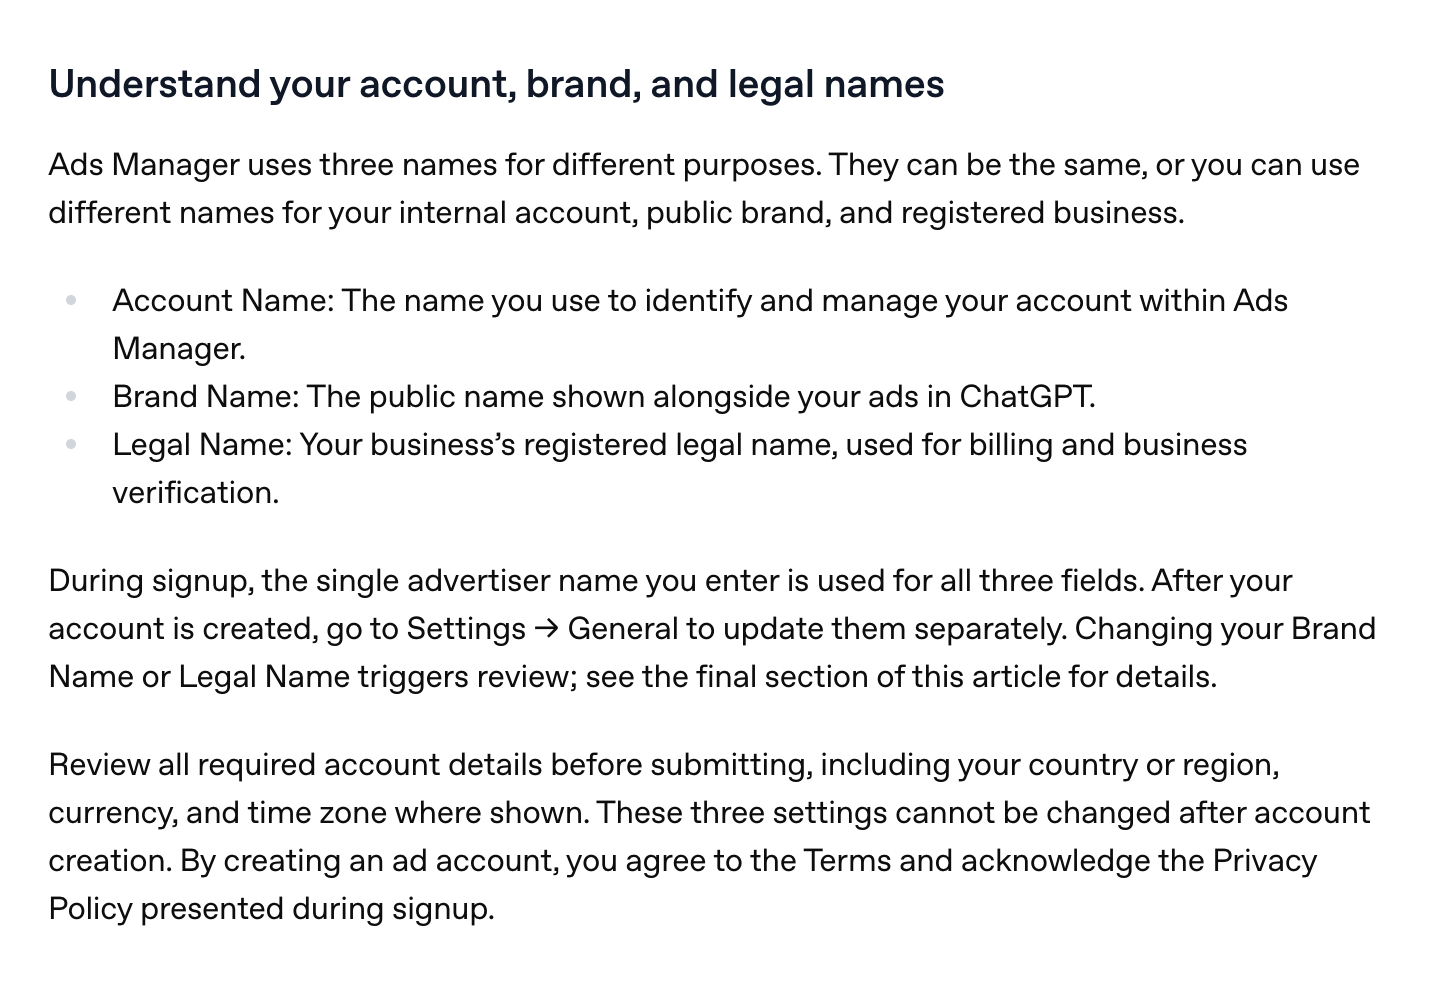 Understand your account, brand, and legal names
Ads Manager uses three names for different purposes. They can be the same, or you can use
different names for your internal account, public brand, and registered business.
Account Name: The name you use to identify and manage your account within Ads
Manager.
Brand Name: The public name shown alongside your ads in ChatGPT.
Legal Name: Your business’s registered legal name, used for billing and business
verification.
During signup, the single advertiser name you enter is used for all three fields. After your
account is created, go to Settings → General to update them separately. Changing your Brand
Name or Legal Name triggers review; see the final section of this article for details.
Review all required account details before submitting, including your country or region,
currency, and time zone where shown. These three settings cannot be changed after account
creation. By creating an ad account, you agree to the Terms and acknowledge the Privacy
Policy presented during signup.